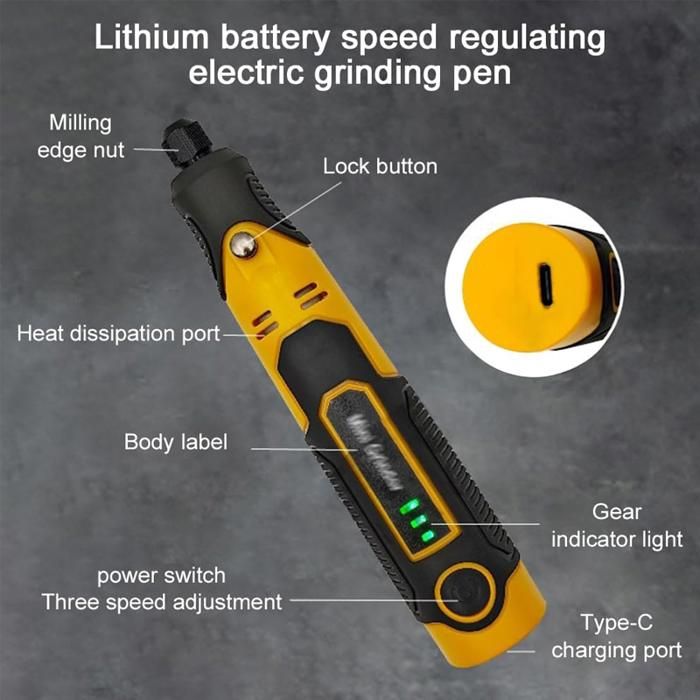 Lithium battery speed regulating
electric grinding pen
Milling
edge nut
Lock button
Heat dissipation port
Body label
Gear
indicator light
power switch
Three speed adjustment
Type-C
charging port